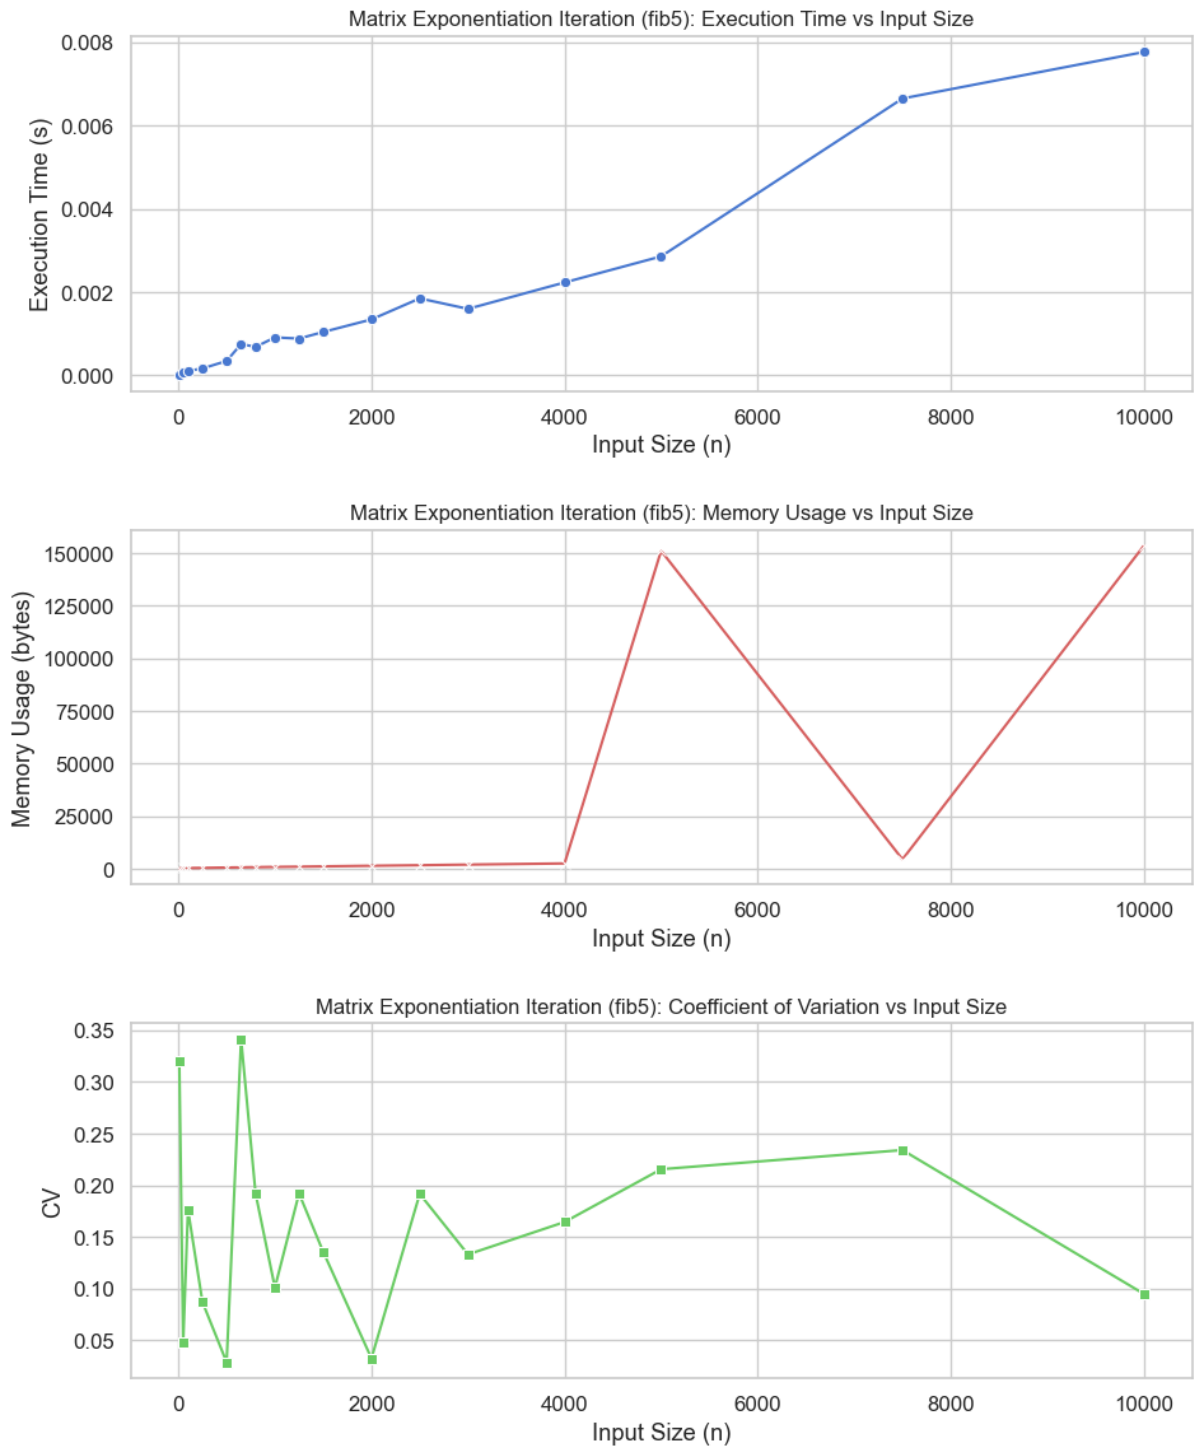 Matrix Exponentiation Iteration (fib5): Execution Time vs Input Size
0.008
0.006
0.004
0.002
0.000
Execution Time (s)
0 2000 4000 6000 8000 10000
Input Size (n)
Matrix Exponentiation Iteration (fib5): Memory Usage vs Input Size
150000
125000
100000
75000
50000
25000
0
Memory Usage (bytes)
0 2000 4000 6000 8000 10000
Input Size (n)
Matrix Exponentiation Iteration (fib5): Coefficient of Variation vs Input Size
0.35
0.30
0.25
0.20
0.15
0.10
0.05
CV
0 2000 4000 6000 8000 10000
Input Size (n)